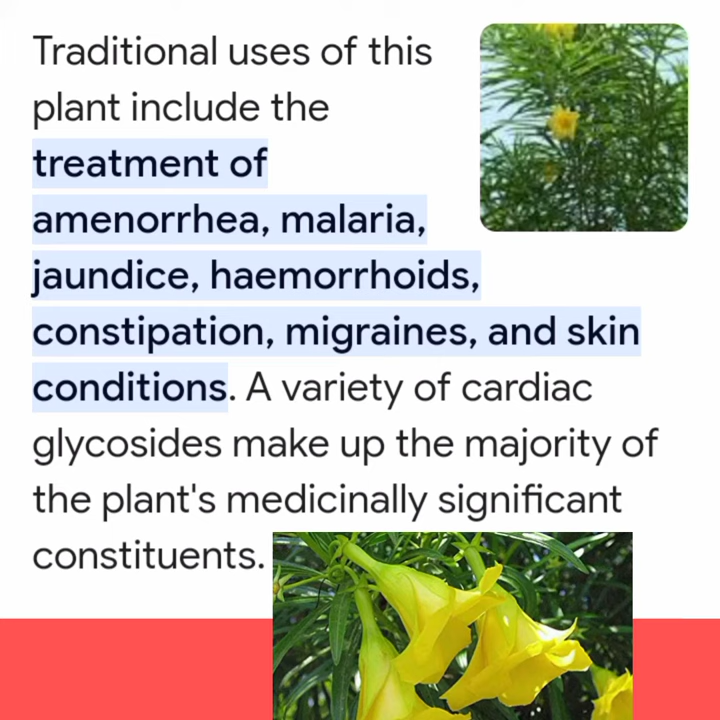 Traditional uses of this
plant include the
treatment of
amenorrhea, malaria,
jaundice, haemorrhoids,
constipation, migraines, and skin
conditions. A variety of cardiac
glycosides make up the majority of
the plant's medicinally significant
constituents.